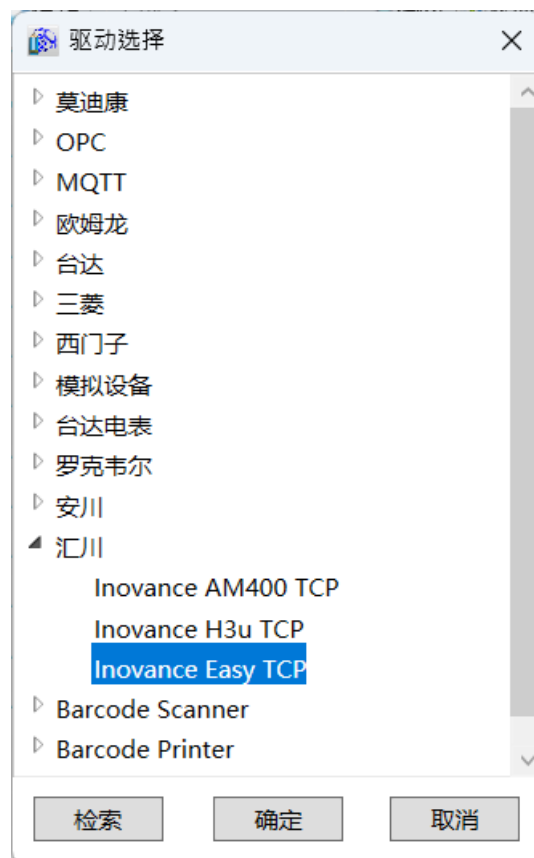 驱动选择
莫迪康
OPC
MQTT
欧姆龙
台达
三菱
西门子
模拟设备
台达电表
罗克韦尔
安川
汇川
Inovance AM400 TCP
Inovance H3u TCP
Inovance Easy TCP
Barcode Scanner
Barcode Printer
检索 确定 取消